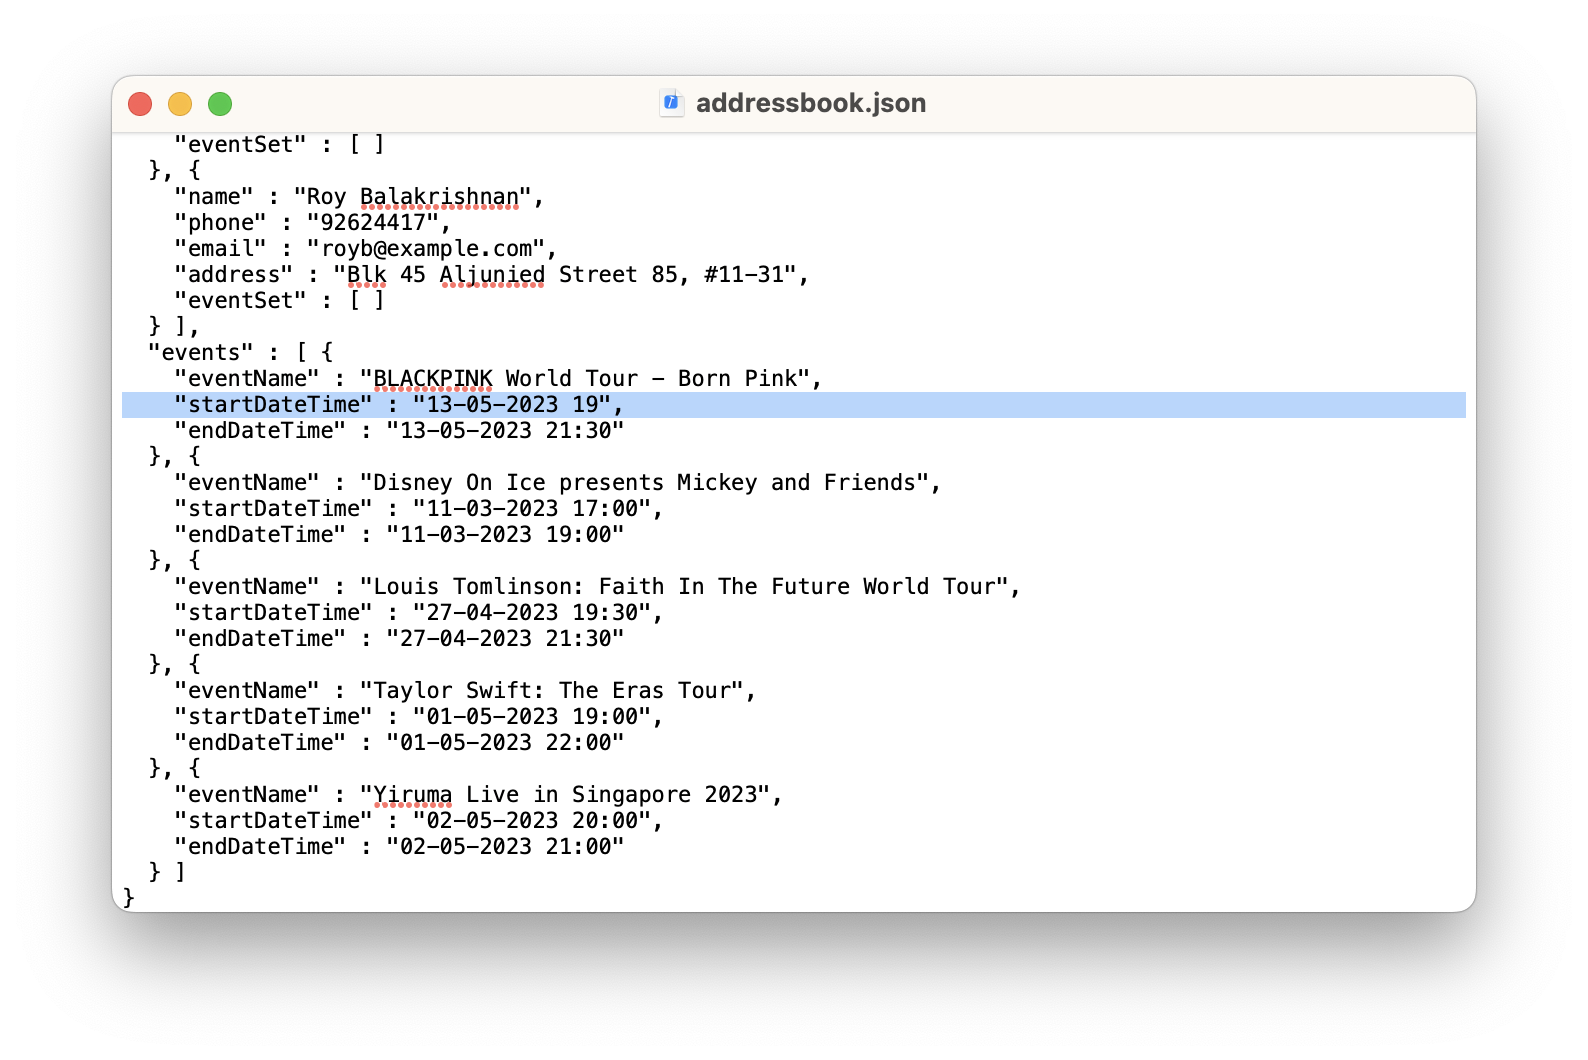 addressbook.json
"eventSet" : [ ]
}, {
"name" : "Roy Balakrishnan",
"phone" : "92624417",
"email" : "royb@example.com",
"address" : "Blk 45 Aljunied Street 85, #11-31",
"eventSet" : [ ]
} ],
"events" : [ {
"eventName" : "BLACKPINK World Tour - Born Pink",
"startDateTime" : "13-05-2023 19",
"endDateTime" : "13-05-2023 21:30"
}, {
"eventName" : "Disney On Ice presents Mickey and Friends",
"startDateTime" : "11-03-2023 17:00",
"endDateTime" : "11-03-2023 19:00"
}, {
"eventName" : "Louis Tomlinson: Faith In The Future World Tour",
"startDateTime" : "27-04-2023 19:30",
"endDateTime" : "27-04-2023 21:30"
}, {
"eventName" : "Taylor Swift: The Eras Tour",
"startDateTime" : "01-05-2023 19:00",
"endDateTime" : "01-05-2023 22:00"
}, {
"eventName" : "Yiruma Live in Singapore 2023",
"startDateTime" : "02-05-2023 20:00",
"endDateTime" : "02-05-2023 21:00"
} ]
}